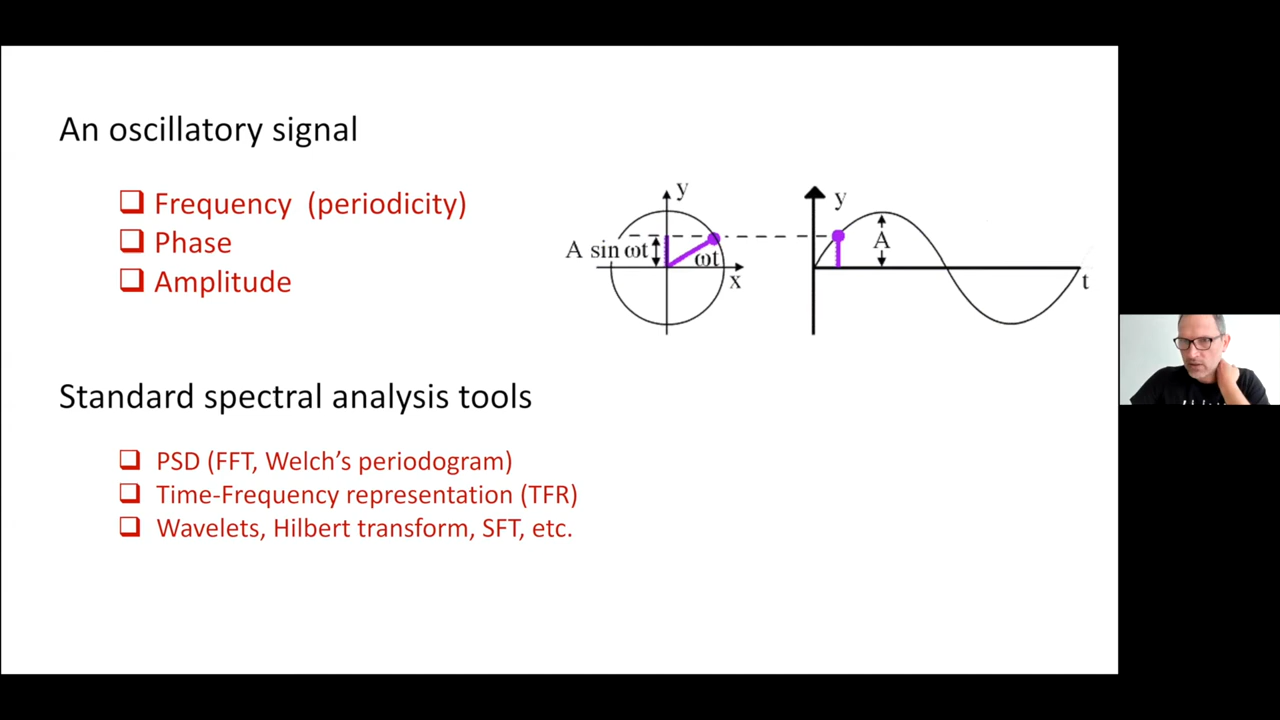 An oscillatory signal
Frequency (periodicity)
Phase
Amplitude
y
A sin ωt
ωt
x
y
A
t
Standard spectral analysis tools
PSD (FFT, Welch's periodogram)
Time-Frequency representation (TFR)
Wavelets, Hilbert transform, SFT, etc.